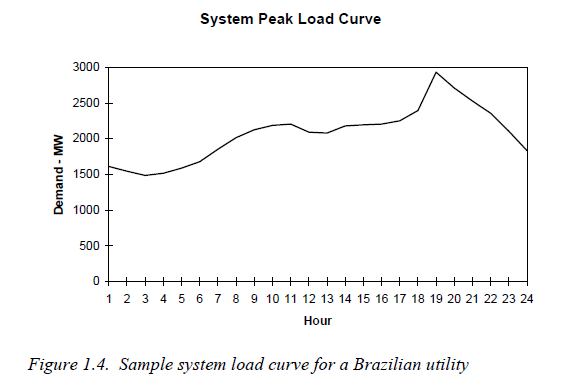 System Peak Load Curve
3000
2500
2000
1500
1000
500
0
Demand - MW
1 2 3 4 5 6 7 8 9 10 11 12 13 14 15 16 17 18 19 20 21 22 23 24
Hour
Figure 1.4. Sample system load curve for a Brazilian utility